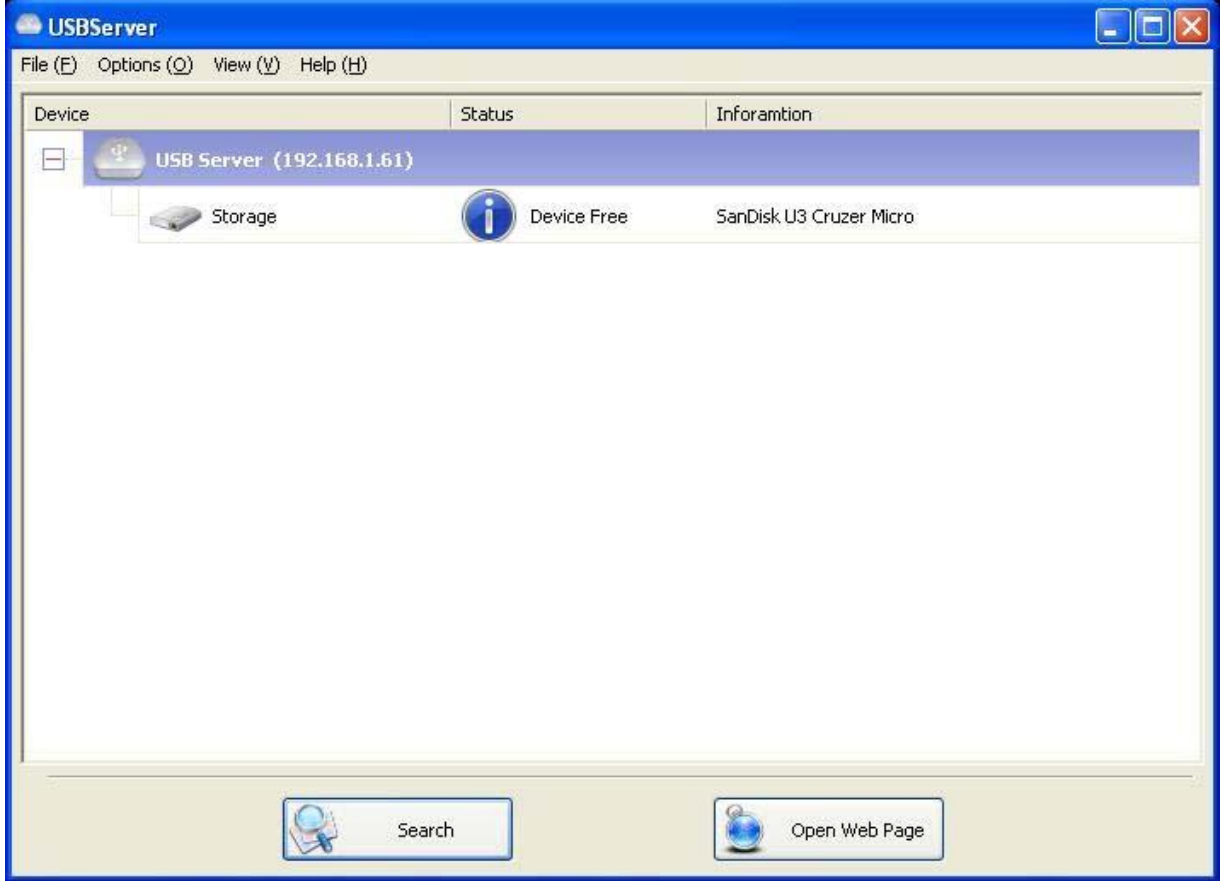 USBServer
File (F) Options (O) View (V) Help (H)
Device Status Inforamtion
USB Server (192.168.1.61)
Storage Device Free SanDisk U3 Cruzer Micro
Search Open Web Page